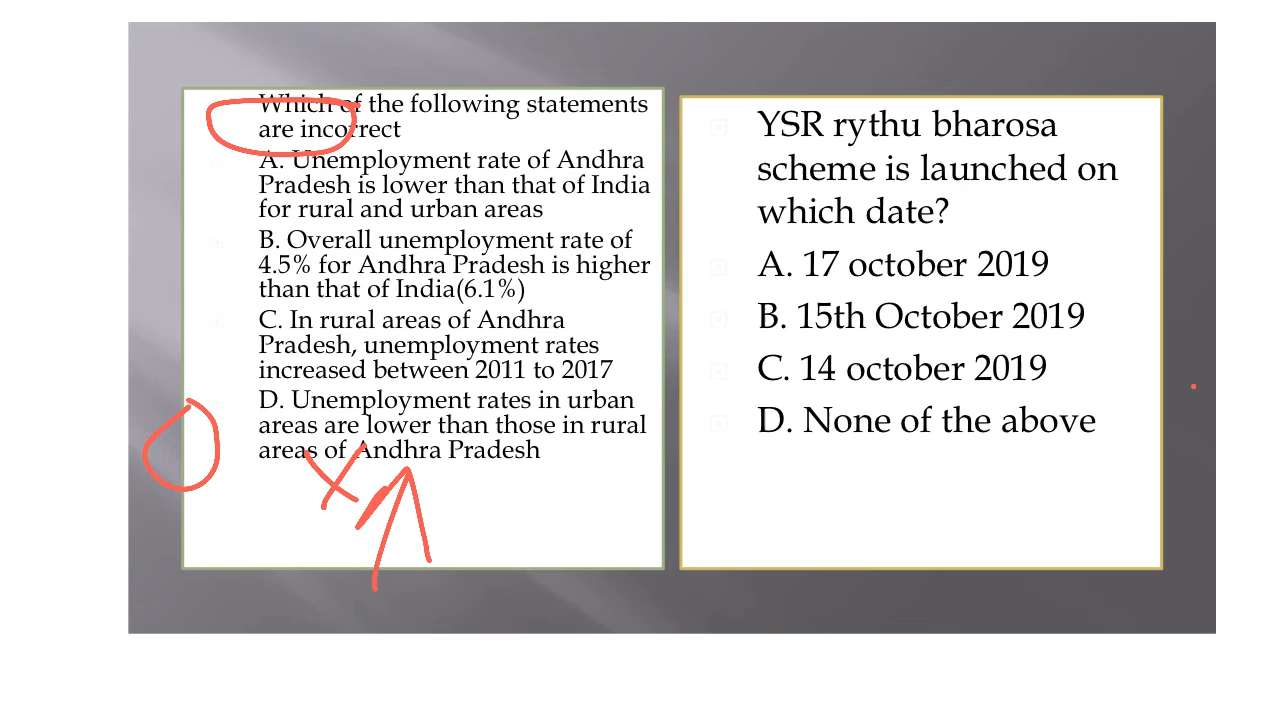 Which of the following statements
are incorrect
A. Unemployment rate of Andhra
Pradesh is lower than that of India
for rural and urban areas
B. Overall unemployment rate of
4.5% for Andhra Pradesh is higher
than that of India(6.1%)
C. In rural areas of Andhra
Pradesh, unemployment rates
increased between 2011 to 2017
D. Unemployment rates in urban
areas are lower than those in rural
areas of Andhra Pradesh
YSR rythu bharosa
scheme is launched on
which date?
A. 17 october 2019
B. 15th October 2019
C. 14 october 2019
D. None of the above